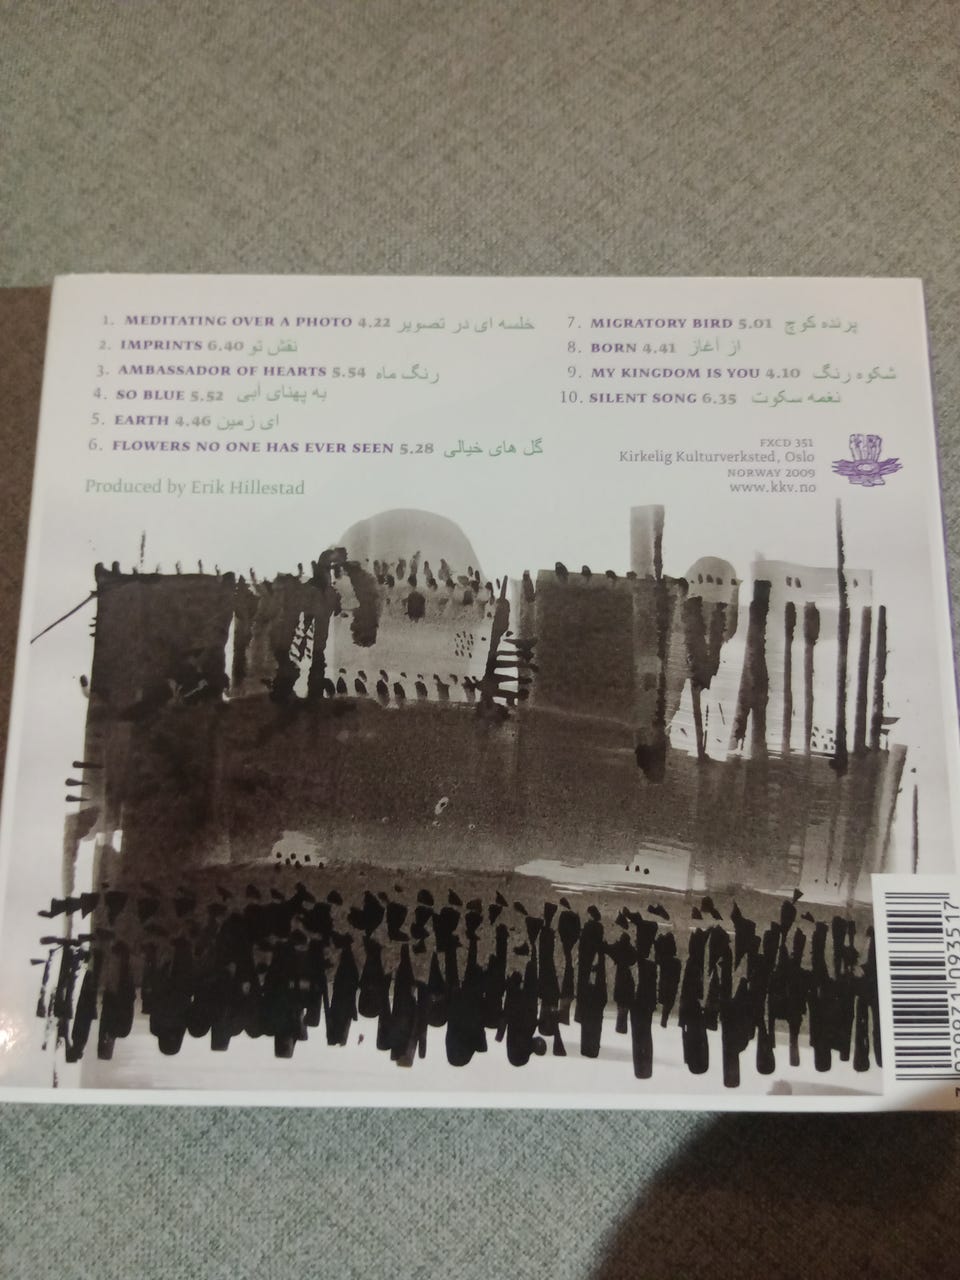 1. MEDITATING OVER A PHOTO 4.22 خلسه ای در تصویر
2. IMPRINTS 6.40 نقش تو
3. AMBASSADOR OF HEARTS 5.54 رنگ ماه
4. SO BLUE 5.52 به پهنای آبی
5. EARTH 4.46 ای زمین
6. FLOWERS NO ONE HAS EVER SEEN 5.28 گل های خیالی
Produced by Erik Hillestad
7. MIGRATORY BIRD 5.01 پرنده کوچ
8. BORN 4.41 از آغاز
9. MY KINGDOM IS YOU 4.10 شکوه رنگ
10. SILENT SONG 6.35 نغمه سکوت
FXCD 351
Kirkelig Kulturverksted, Oslo
NORWAY 2009
www.kkv.no
7 029971 093517